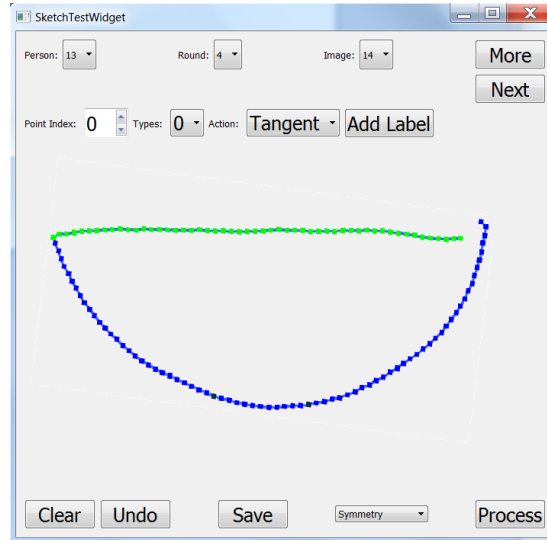 SketchTestWidget
Person: 13 Round: 4 Image: 14 More
Next
Point Index: 0 Types: 0 Action: Tangent Add Label
Clear Undo Save Symmetry Process